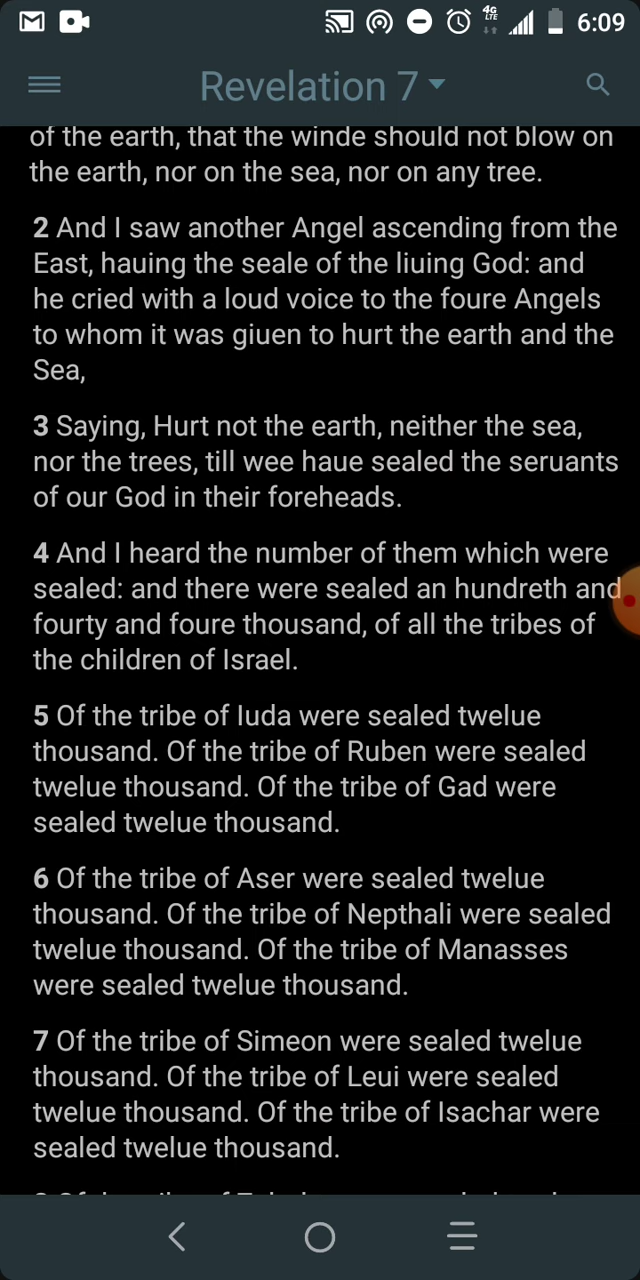 4G
LTE
6:09
Revelation 7
of the earth, that the winde should not blow on
the earth, nor on the sea, nor on any tree.
2 And I saw another Angel ascending from the
East, hauing the seale of the liuing God: and
he cried with a loud voice to the foure Angels
to whom it was giuen to hurt the earth and the
Sea,
3 Saying, Hurt not the earth, neither the sea,
nor the trees, till wee haue sealed the seruants
of our God in their foreheads.
4 And I heard the number of them which were
sealed: and there were sealed an hundreth and
fourty and foure thousand, of all the tribes of
the children of Israel.
5 Of the tribe of Iuda were sealed twelue
thousand. Of the tribe of Ruben were sealed
twelue thousand. Of the tribe of Gad were
sealed twelue thousand.
6 Of the tribe of Aser were sealed twelue
thousand. Of the tribe of Nepthali were sealed
twelue thousand. Of the tribe of Manasses
were sealed twelue thousand.
7 Of the tribe of Simeon were sealed twelue
thousand. Of the tribe of Leui were sealed
twelue thousand. Of the tribe of Isachar were
sealed twelue thousand.